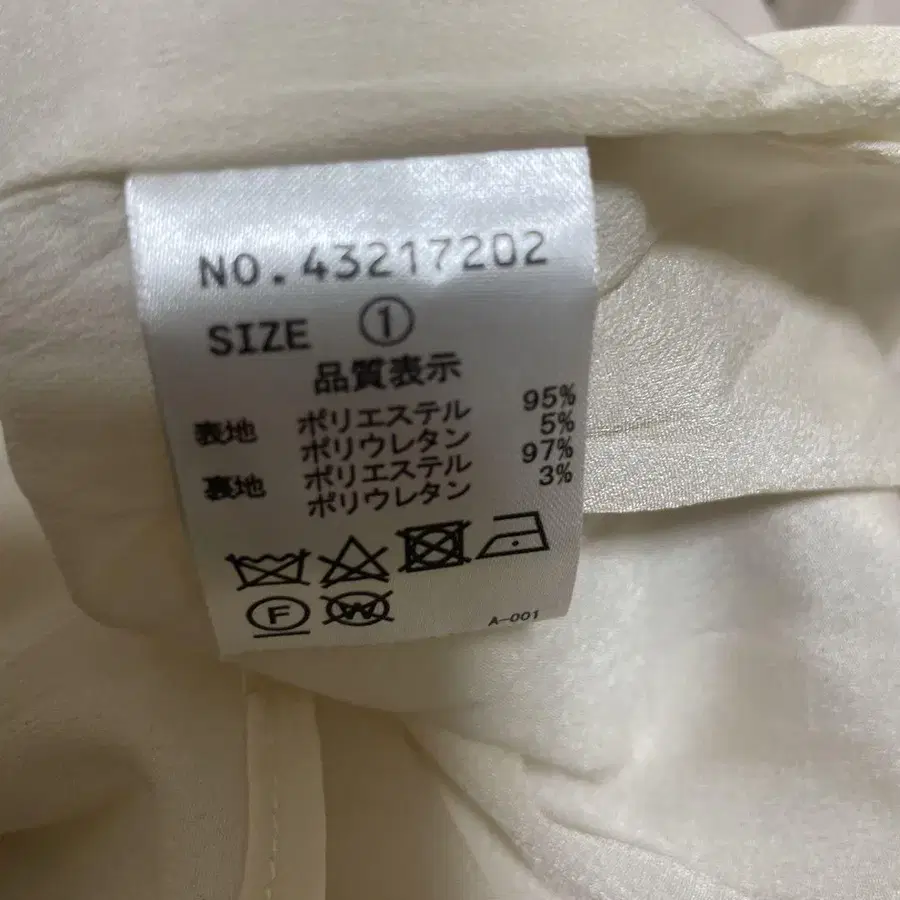 NO.43217202
SIZE ①
品質表示
表地 ポリエステル 95%
ポリウレタン 5%
裏地 ポリエステル 97%
ポリウレタン 3%
F W
A-001